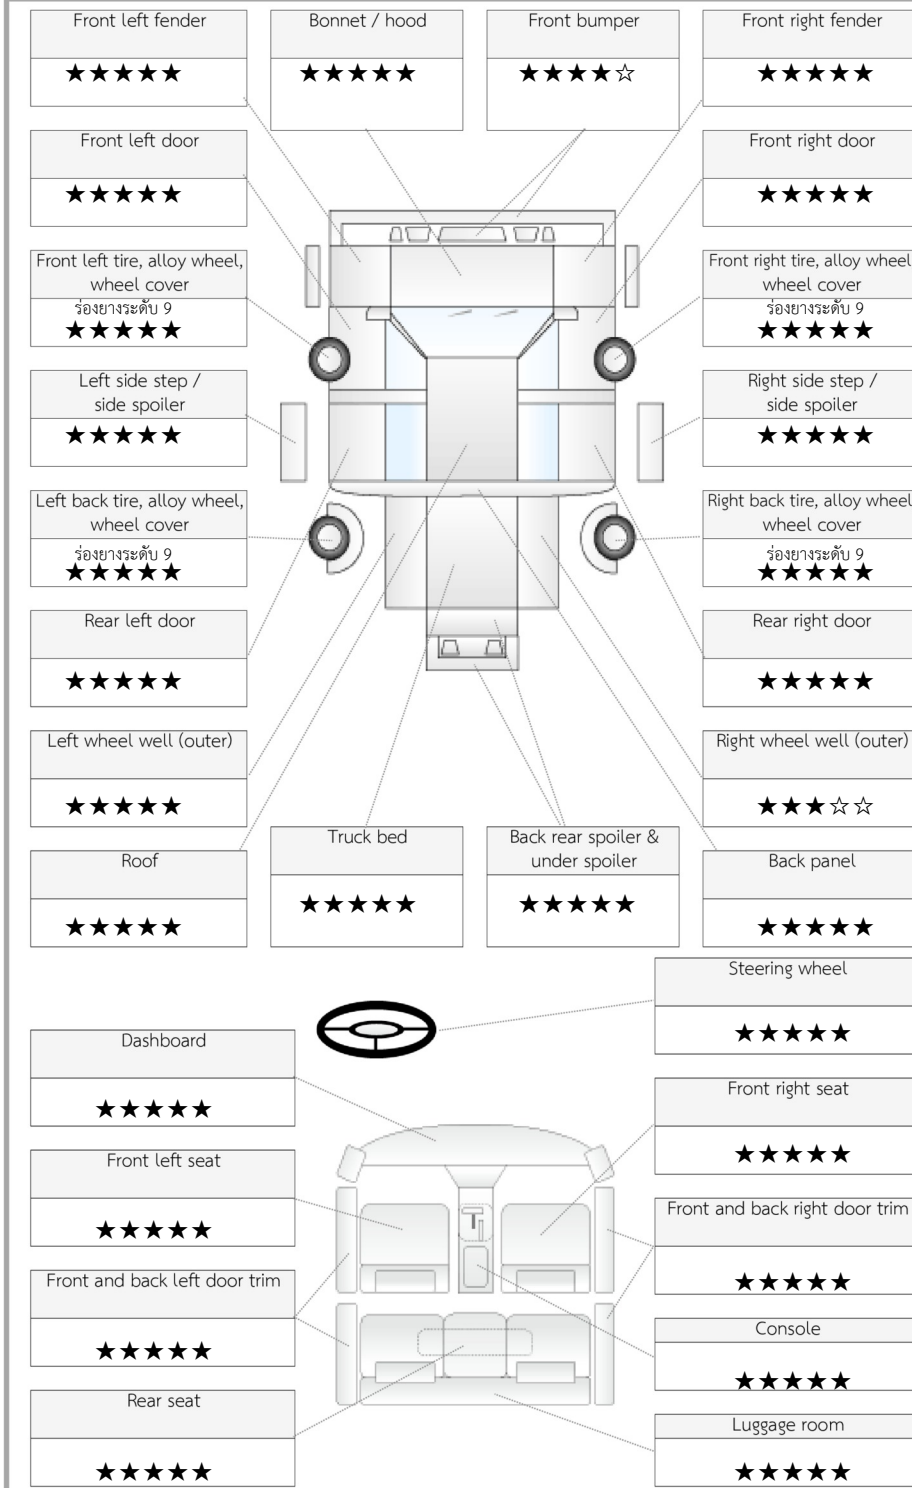 Front left fender
★★★★★
Bonnet / hood
★★★★★
Front bumper
★★★★☆
Front right fender
★★★★★
Front left door
★★★★★
Front right door
★★★★★
Front left tire, alloy wheel,
wheel cover
ร่องยางระดับ 9
★★★★★
Front right tire, alloy wheel
wheel cover
ร่องยางระดับ 9
★★★★★
Left side step /
side spoiler
★★★★★
Right side step /
side spoiler
★★★★★
Left back tire, alloy wheel,
wheel cover
ร่องยางระดับ 9
★★★★★
Right back tire, alloy wheel
wheel cover
ร่องยางระดับ 9
★★★★★
Rear left door
★★★★★
Rear right door
★★★★★
Left wheel well (outer)
★★★★★
Right wheel well (outer)
★★★☆☆
Roof
★★★★★
Truck bed
★★★★★
Back rear spoiler &
under spoiler
★★★★★
Back panel
★★★★★
Steering wheel
★★★★★
Dashboard
★★★★★
Front right seat
★★★★★
Front left seat
★★★★★
Front and back right door trim
★★★★★
Front and back left door trim
★★★★★
Console
★★★★★
Rear seat
★★★★★
Luggage room
★★★★★